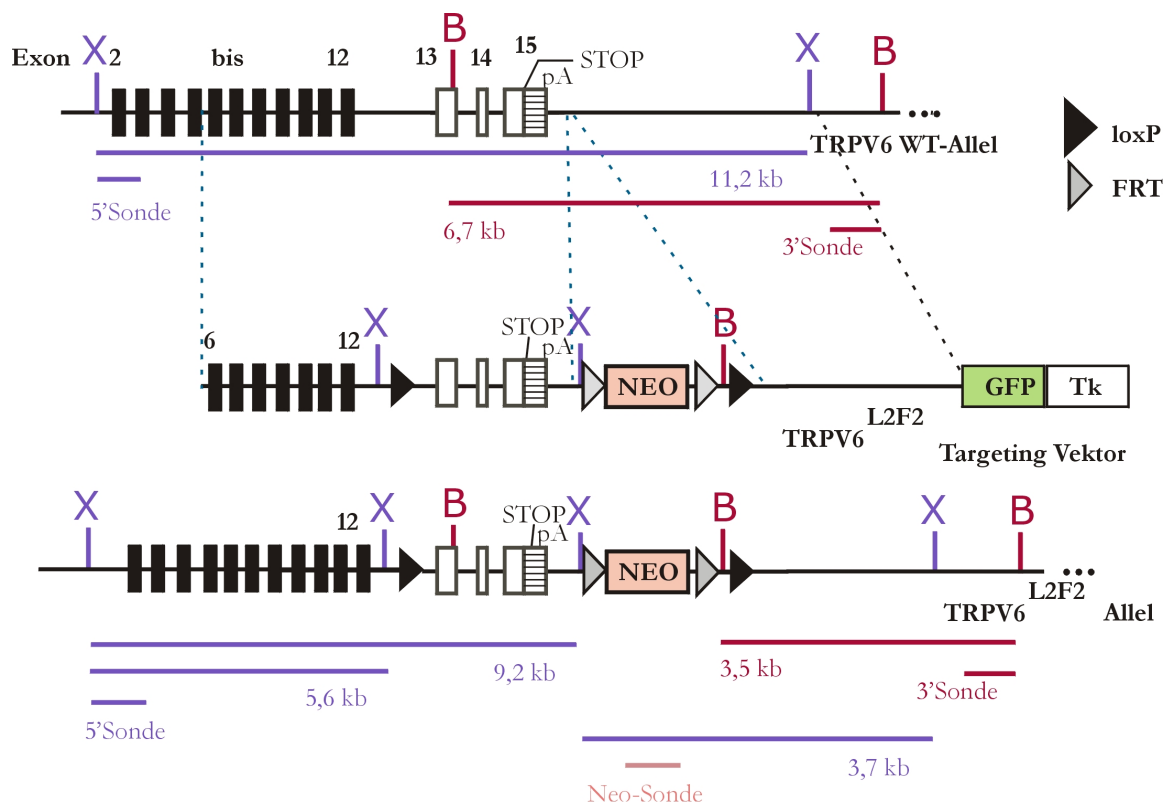 Exon X 2 bis 12 13 B 14 15 STOP X B
pA
••• 
TRPV6 WT-Allel
loxP
11,2 kb
FRT
5'Sonde
6,7 kb
3'Sonde
6 12 X STOP X B
pA
NEO
GFP Tk
L2F2
TRPV6
Targeting Vektor
X 12 X B STOP X B X B
pA
NEO
•••
L2F2
TRPV6 Allel
9,2 kb 3,5 kb
5,6 kb 3'Sonde
5'Sonde
3,7 kb
Neo-Sonde